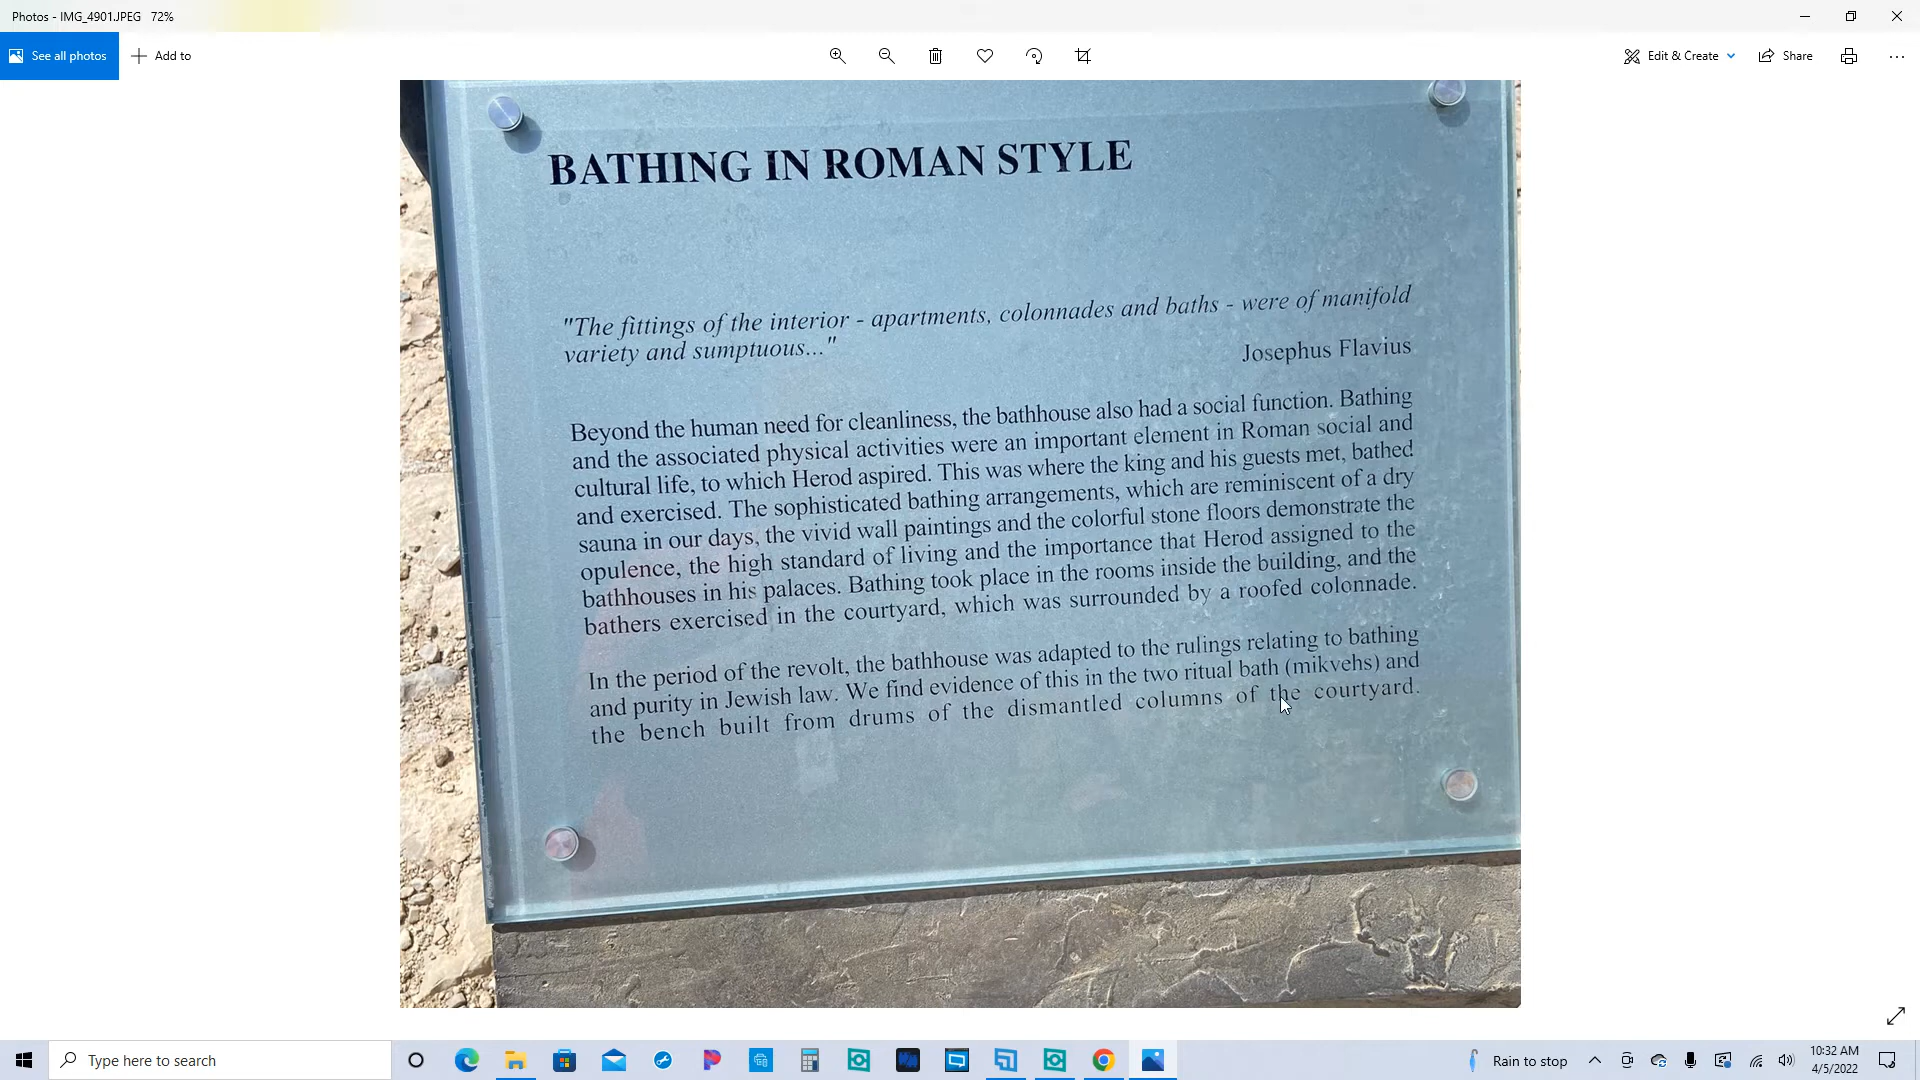 Photos - IMG_4901.JPEG   72%
See all photos
Add to
Edit & Create
Share
BATHING IN ROMAN STYLE
"The fittings of the interior - apartments, colonnades and baths - were of manifold
variety and sumptuous..."
Josephus Flavius
Beyond the human need for cleanliness, the bathhouse also had a social function. Bathing
and the associated physical activities were an important element in Roman social and
cultural life, to which Herod aspired. This was where the king and his guests met, bathed
and exercised. The sophisticated bathing arrangements, which are reminiscent of a dry
sauna in our days, the vivid wall paintings and the colorful stone floors demonstrate the
opulence, the high standard of living and the importance that Herod assigned to the
bathhouses in his palaces. Bathing took place in the rooms inside the building, and the
bathers exercised in the courtyard, which was surrounded by a roofed colonnade.
In the period of the revolt, the bathhouse was adapted to the rulings relating to bathing
and purity in Jewish law. We find evidence of this in the two ritual bath (mikvehs) and
the bench built from drums of the dismantled columns of the courtyard.
Type here to search
Rain to stop
10:32 AM
4/5/2022